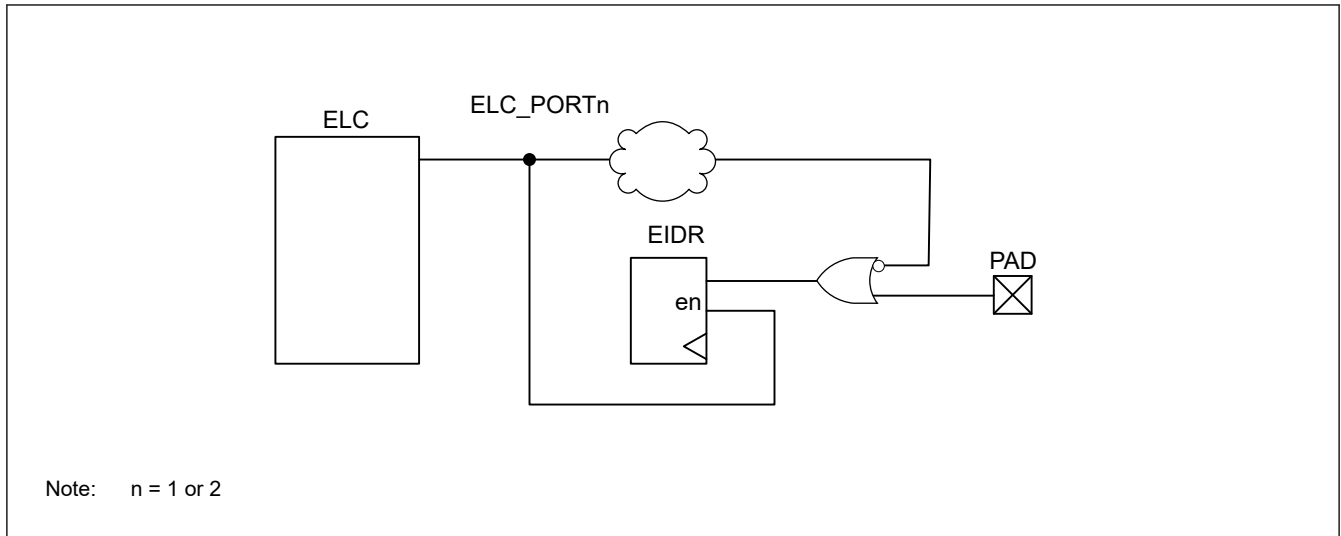 ELC_PORTn
ELC
EIDR
en
PAD
Note: n = 1 or 2